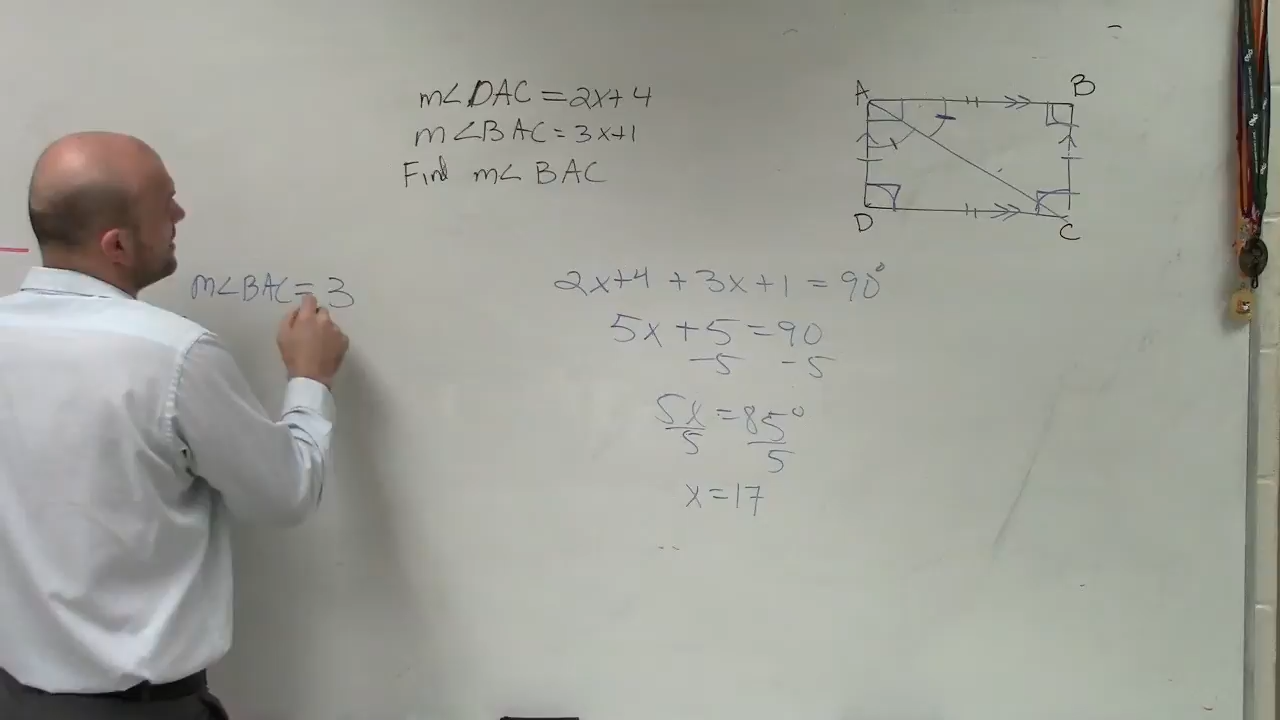 m∠DAC = 2x+4
m∠BAC = 3x+1
Find m∠ BAC
A
B
D
C
m∠BAC = 3
2x+4 + 3x+1 = 90°
5x + 5 = 90
-5 -5
5x = 85°
5 5
x = 17